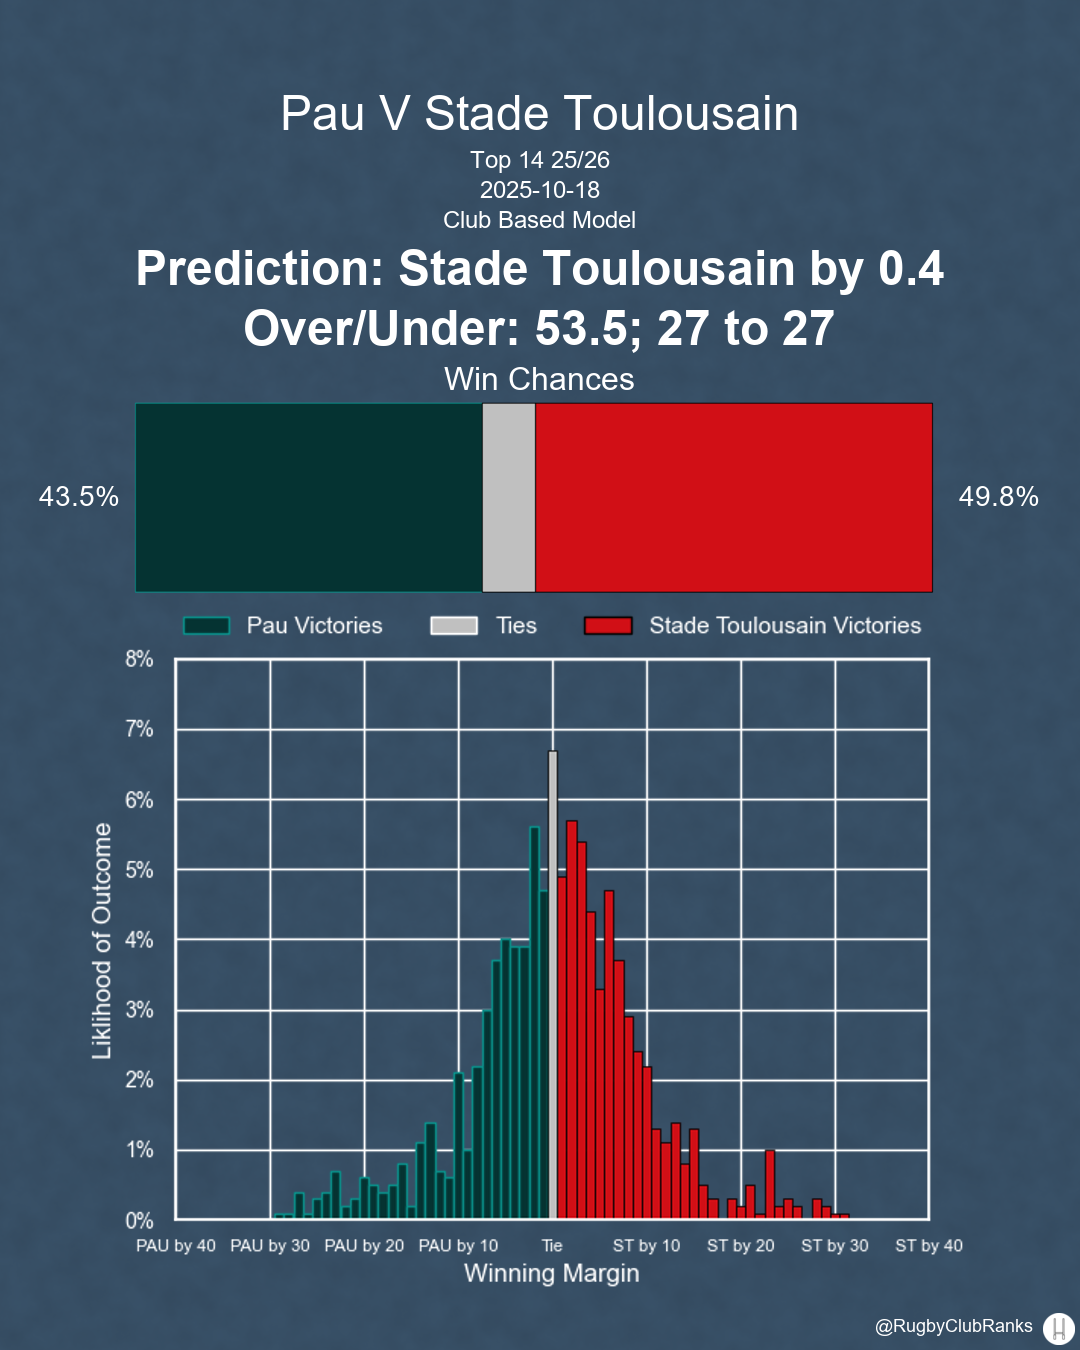 Pau V Stade Toulousain
Top 14 25/26
2025-10-18
Club Based Model
Prediction: Stade Toulousain by 0.4
Over/Under: 53.5; 27 to 27
Win Chances
43.5%
49.8%
Pau Victories
Ties
Stade Toulousain Victories
8%
7%
6%
5%
4%
3%
2%
1%
0%
Liklihood of Outcome
PAU by 40 PAU by 30 PAU by 20 PAU by 10 Tie ST by 10 ST by 20 ST by 30 ST by 40
Winning Margin
@RugbyClubRanks